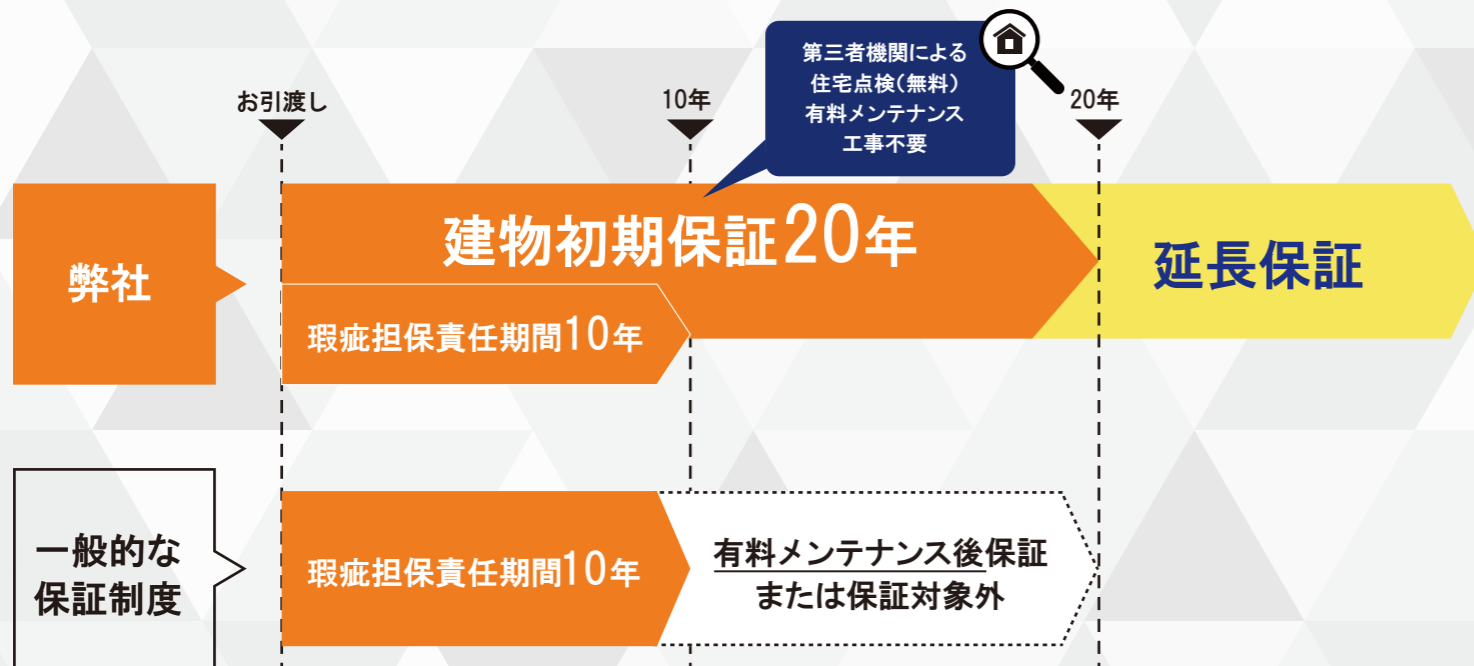 第三者機関による
住宅点検(無料)
有料メンテナンス
工事不要
お引渡し
10年
20年
弊社
建物初期保証20年
延長保証
瑕疵担保責任期間10年
一般的な
保証制度
瑕疵担保責任期間10年
有料メンテナンス後保証
または保証対象外